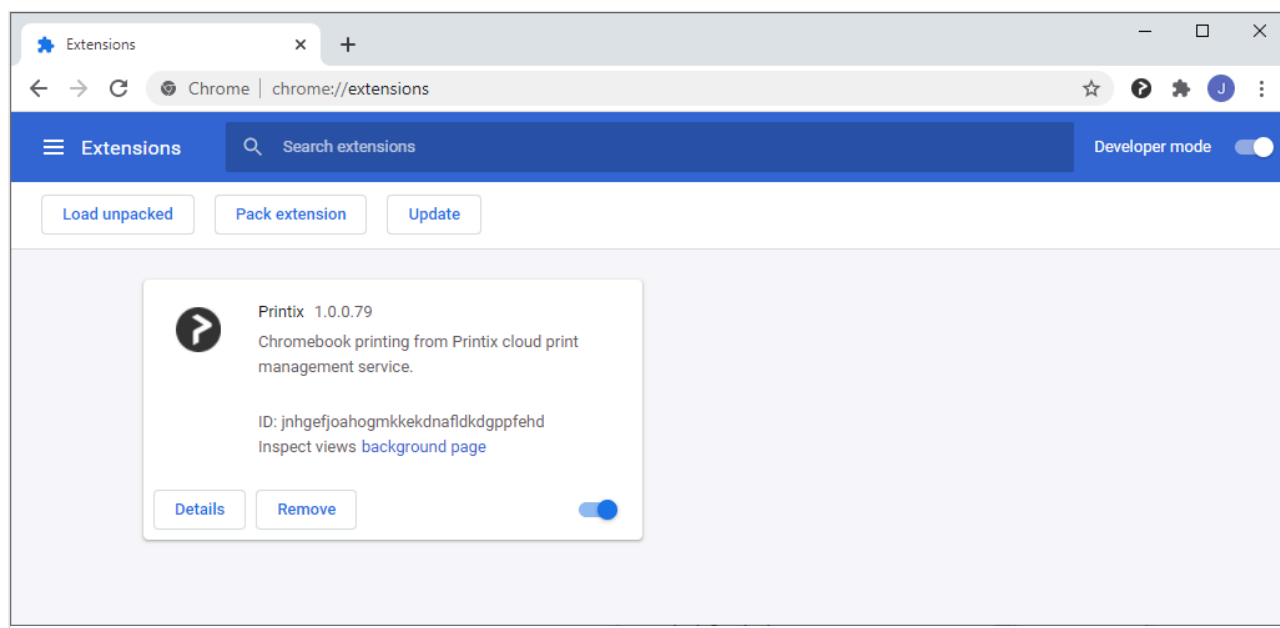 Extensions
Chrome | chrome://extensions
J
Extensions
Search extensions
Developer mode
Load unpacked
Pack extension
Update
Printix 1.0.0.79
Chromebook printing from Printix cloud print
management service.
ID: jnhgefjoahogmkkekdnafldkdgppfehd
Inspect views background page
Details
Remove